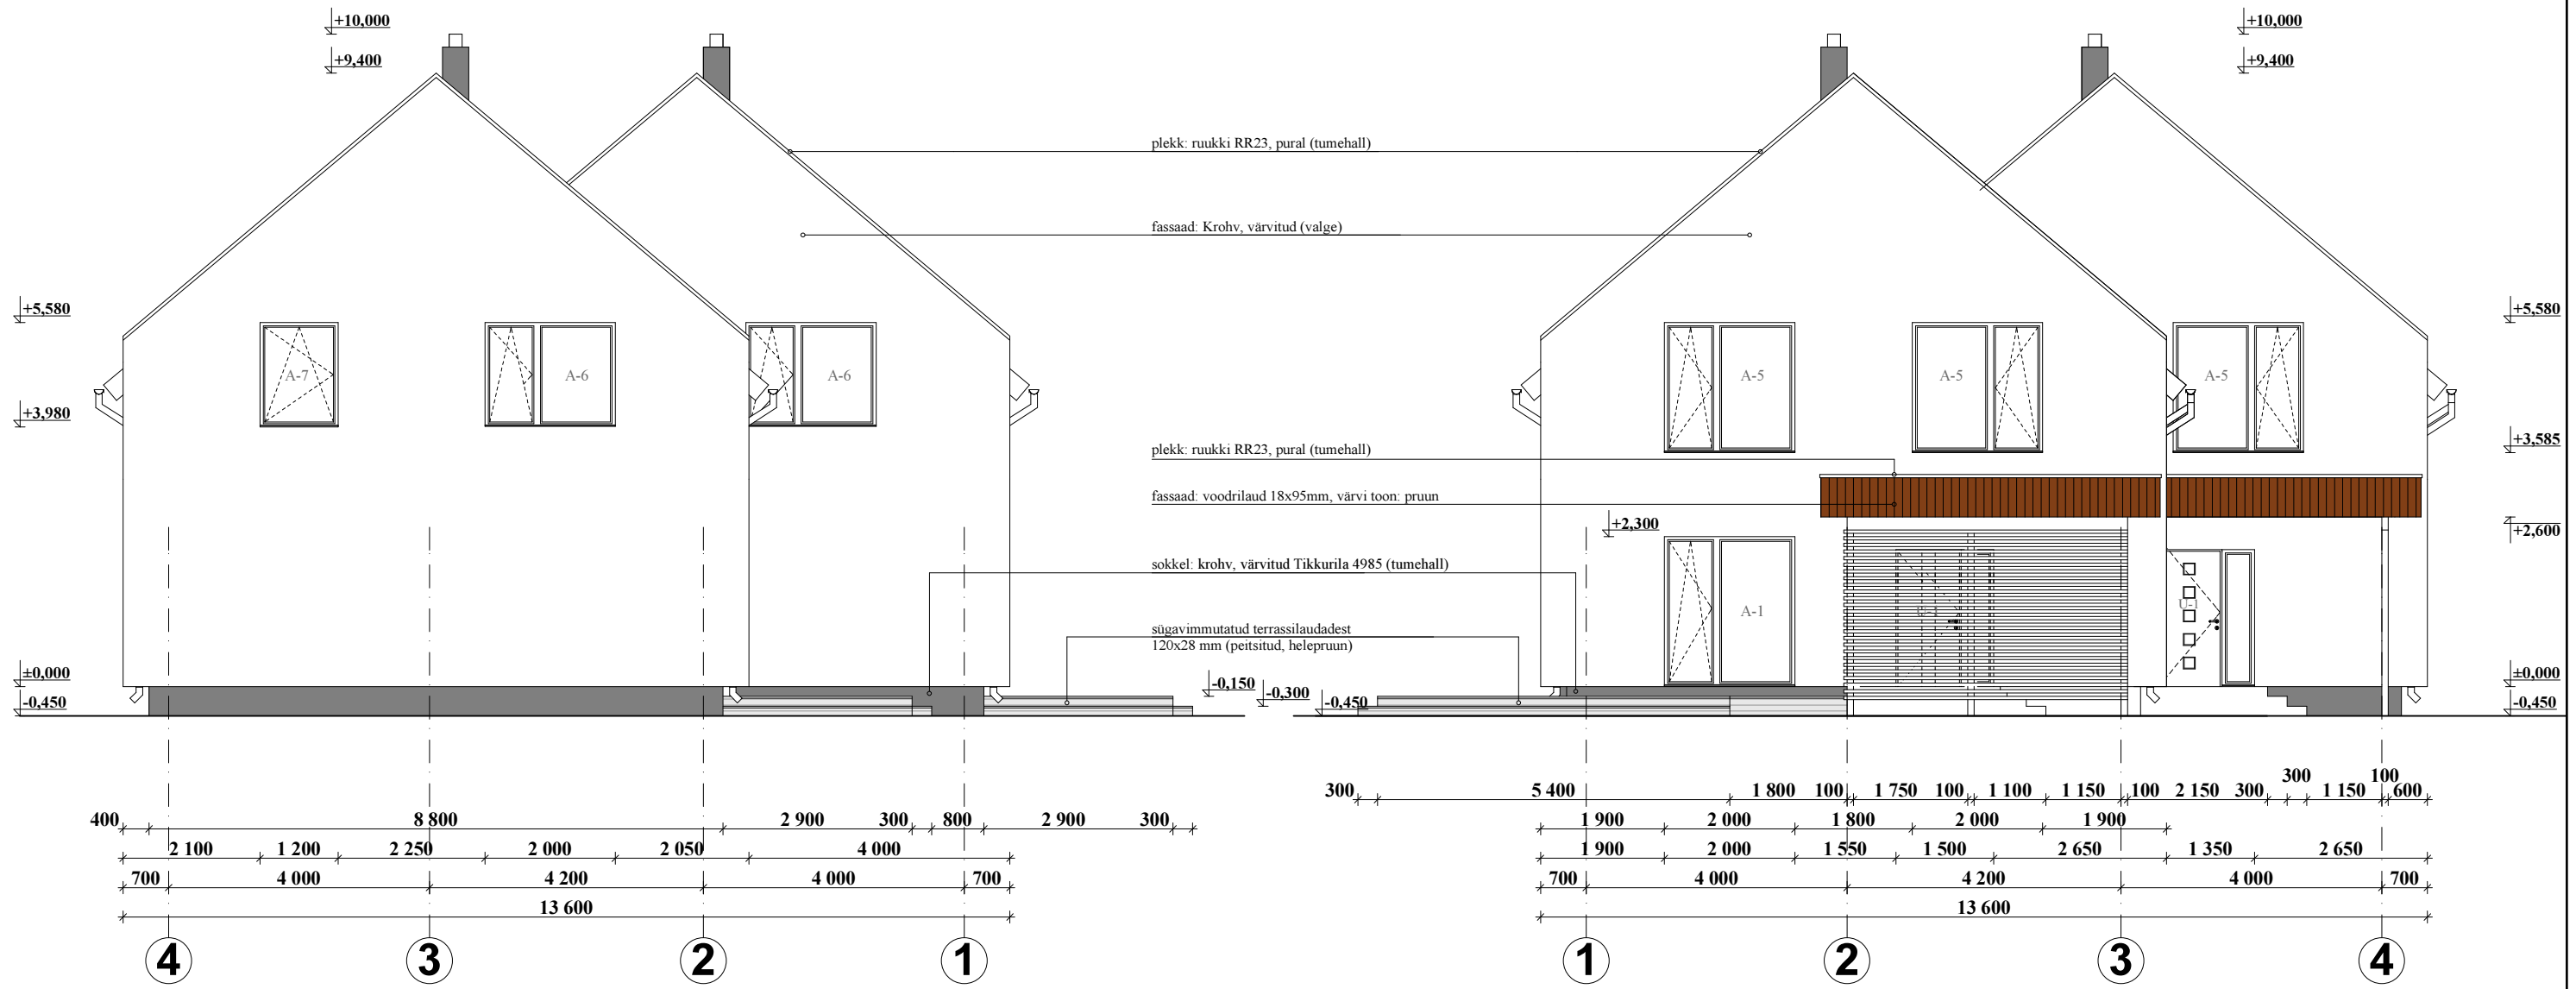 +10,000
+9,400
+10,000
+9,400
plekk: ruukki RR23, pural (tumehall)
fassaad: Krohv, värvitud (valge)
+5,580
+5,580
A-7
A-6
A-6
A-5
A-5
A-5
+3,980
+3,585
plekk: ruukki RR23, pural (tumehall)
fassaad: voodrilaud 18x95mm, värvi toon: pruun
+2,300
+2,600
sokkel: krohv, värvitud Tikkurila 4985 (tumehall)
A-1
U-1
sügavimmutatud terrassilaudadest
120x28 mm (peitsitud, helepruun)
±0,000
-0,150
-0,300
±0,000
-0,450
-0,450
-0,450
300 100
300 5 400 1 800 100 1 750 100 1 100 1 150 100 2 150 300 1 150 600
400 8 800 2 900 300 800 2 900 300
1 900 2 000 1 800 2 000 1 900
2 100 1 200 2 250 2 000 2 050 4 000
1 900 2 000 1 550 1 500 2 650 1 350 2 650
700 4 000 4 200 4 000 700
700 4 000 4 200 4 000 700
13 600
13 600
4 3 2 1
1 2 3 4